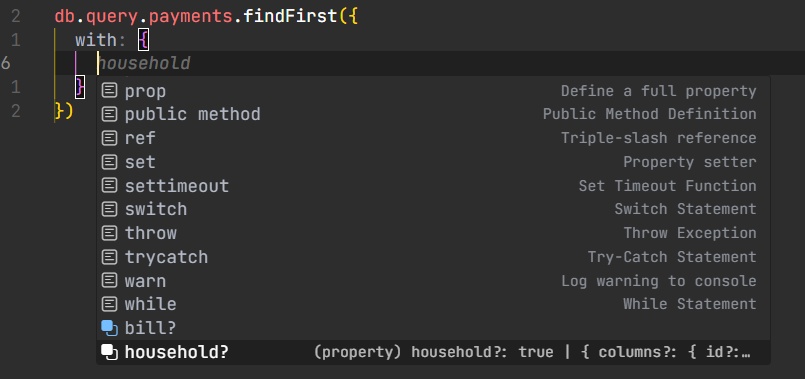 2 db.query.payments.findFirst({
1 with: {
6 household
1 }
2 })
prop Define a full property
public method Public Method Definition
ref Triple-slash reference
set Property setter
settimeout Set Timeout Function
switch Switch Statement
throw Throw Exception
trycatch Try-Catch Statement
warn Log warning to console
while While Statement
bill?
household? (property) household?: true | { columns?: { id?:…